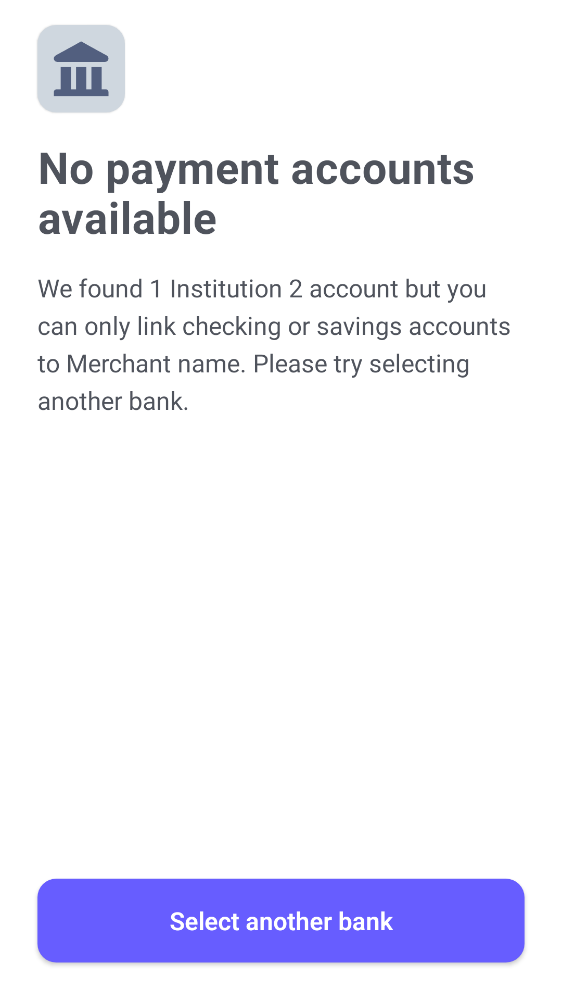 No payment accounts
available
We found 1 Institution 2 account but you
can only link checking or savings accounts
to Merchant name. Please try selecting
another bank.
Select another bank